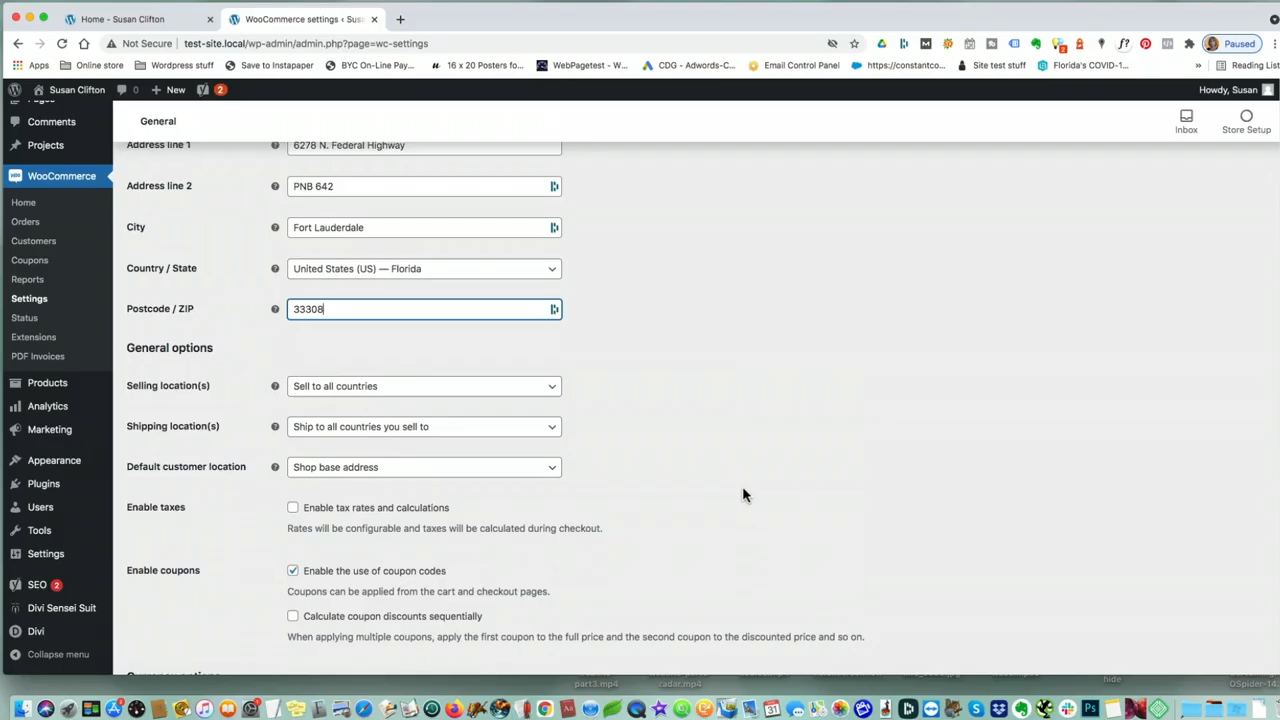 Home - Susan Clifton
WooCommerce settings ‹ Sus
Not Secure
test-site.local/wp-admin/admin.php?page=wc-settings
Paused
Apps
Online store
Wordpress stuff
Save to Instapaper
BYC On-Line Pay...
16 x 20 Posters fo...
WebPagetest - W...
CDG - Adwords-C...
Email Control Panel
https://constantco...
Site test stuff
Florida's COVID-1...
»
Reading List
Susan Clifton
0
New
2
Howdy, Susan
Comments
Projects
WooCommerce
Home
Orders
Customers
Coupons
Reports
Settings
Status
Extensions
PDF Invoices
Products
Analytics
Marketing
Appearance
Plugins
Users
Tools
Settings
SEO 2
Divi Sensei Suit
Divi
Collapse menu
General
Inbox
Store Setup
Address line 1
6278 N. Federal Highway
Address line 2
PNB 642
City
Fort Lauderdale
Country / State
United States (US) — Florida
Postcode / ZIP
33308
General options
Selling location(s)
Sell to all countries
Shipping location(s)
Ship to all countries you sell to
Default customer location
Shop base address
Enable taxes
Enable tax rates and calculations
Rates will be configurable and taxes will be calculated during checkout.
Enable coupons
Enable the use of coupon codes
Coupons can be applied from the cart and checkout pages.
Calculate coupon discounts sequentially
When applying multiple coupons, apply the first coupon to the full price and the second coupon to the discounted price and so on.
part3.mp4
radar.mp4
hide